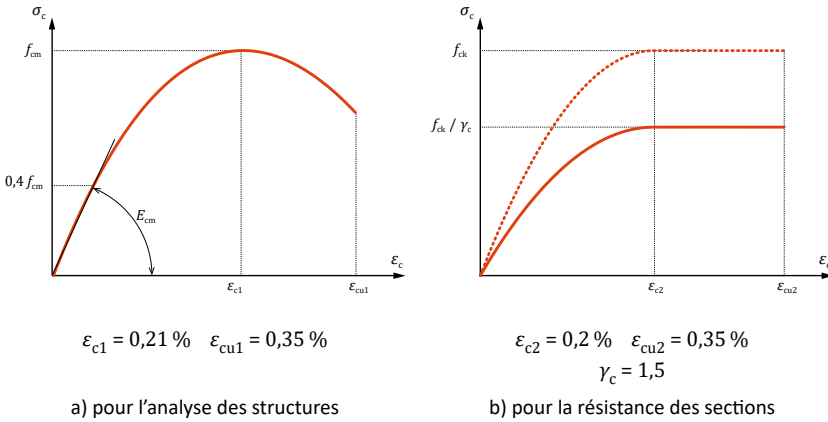 σc
fcm
0,4 fcm
Ecm
εc
εc1
εcu1
εc1 = 0,21 % εcu1 = 0,35 %
a) pour l’analyse des structures
σc
fck
fck / γc
εc
εc2
εcu2
εc2 = 0,2 % εcu2 = 0,35 %
γc = 1,5
b) pour la résistance des sections